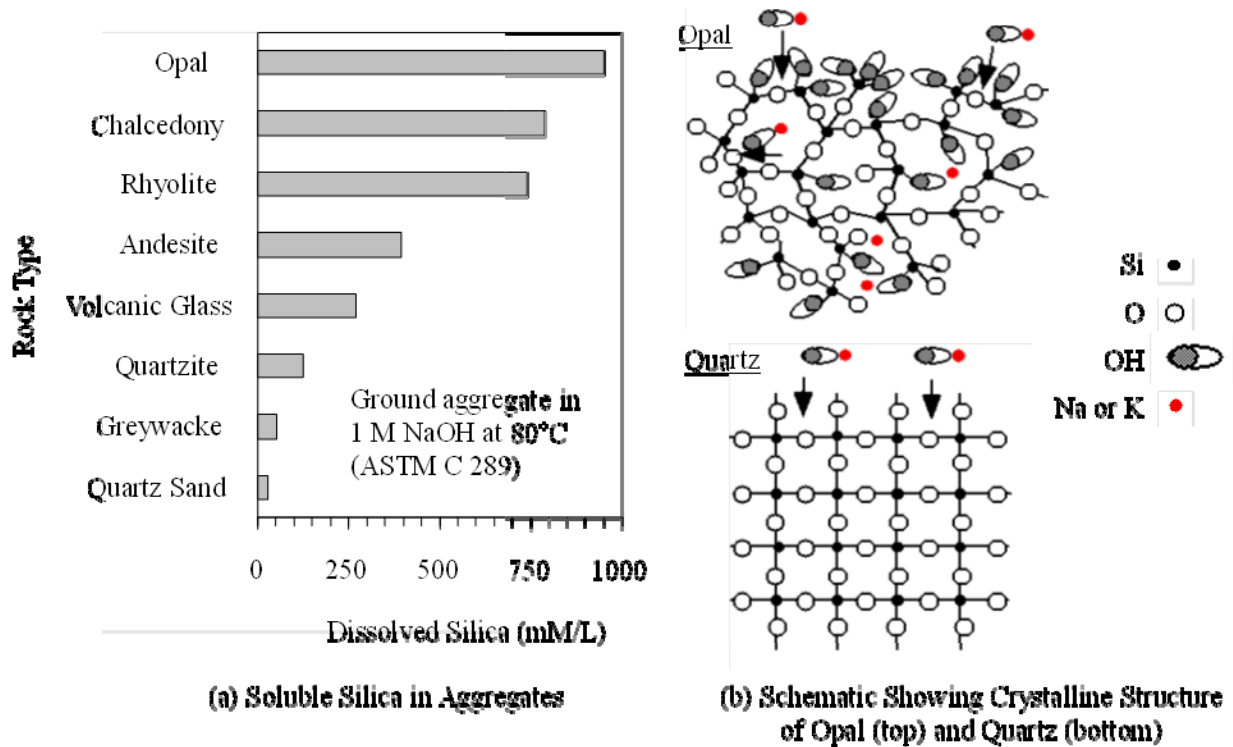 Rock Type
Opal
Chalcedony
Rhyolite
Andesite
Volcanic Glass
Quartzite
Greywacke
Quartz Sand
Ground aggregate in
1 M NaOH at 80°C
(ASTM C 289)
0 250 500 750 1000
Dissolved Silica (mM/L)
(a) Soluble Silica in Aggregates
Opal
Quartz
Si
O
OH
Na or K
(b) Schematic Showing Crystalline Structure
of Opal (top) and Quartz (bottom)